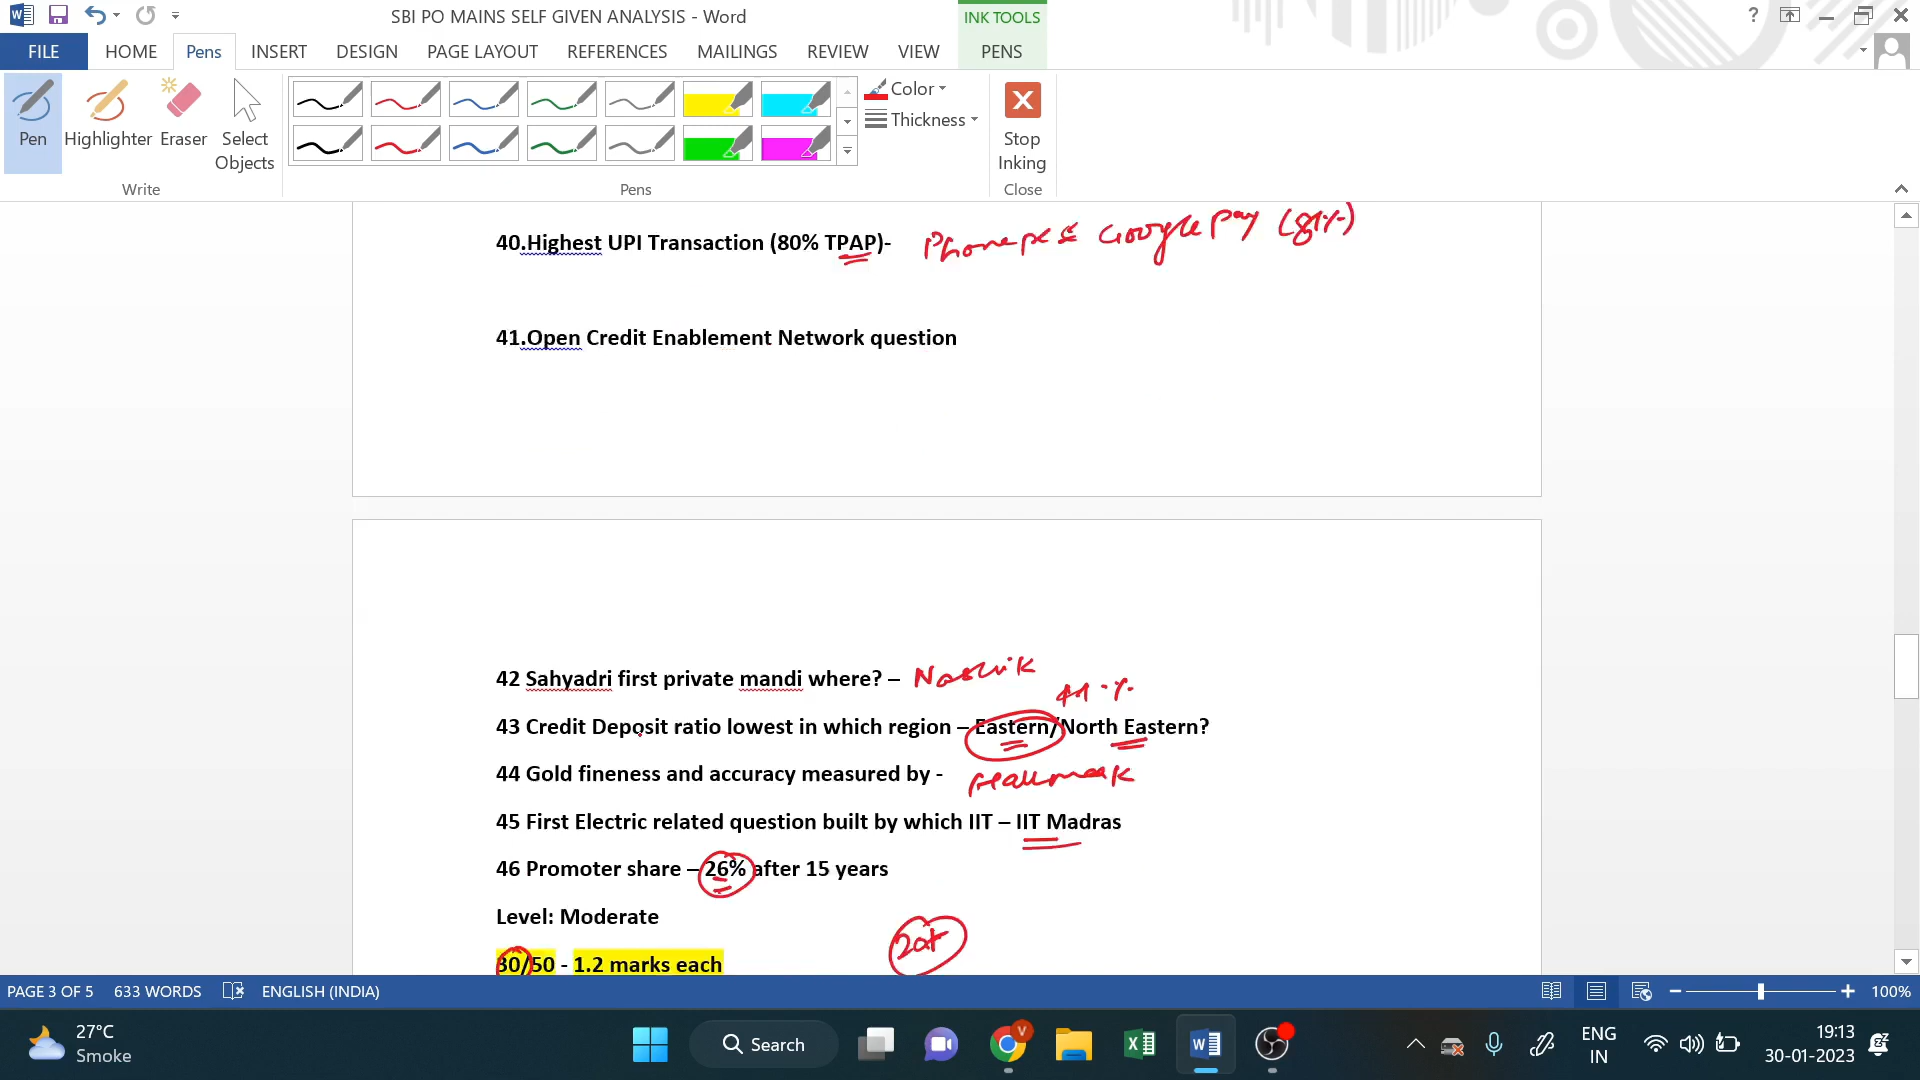 SBI PO MAINS SELF GIVEN ANALYSIS - Word
INK TOOLS
FILE HOME Pens INSERT DESIGN PAGE LAYOUT REFERENCES MAILINGS REVIEW VIEW PENS
Pen Highlighter Eraser Select Objects
Color
Thickness
Stop Inking
Write Pens Close
40.Highest UPI Transaction (80% TPAP)- Phonepe & Google Pay (81%)
41.Open Credit Enablement Network question
42 Sahyadri first private mandi where? – Nashik
41.%
43 Credit Deposit ratio lowest in which region – Eastern/North Eastern?
44 Gold fineness and accuracy measured by - Hallmark
45 First Electric related question built by which IIT – IIT Madras
46 Promoter share – 26% after 15 years
Level: Moderate
20+
30/50 - 1.2 marks each
PAGE 3 OF 5 633 WORDS ENGLISH (INDIA) 100%
27°C
Smoke
Search
V
ENG
IN
19:13
30-01-2023